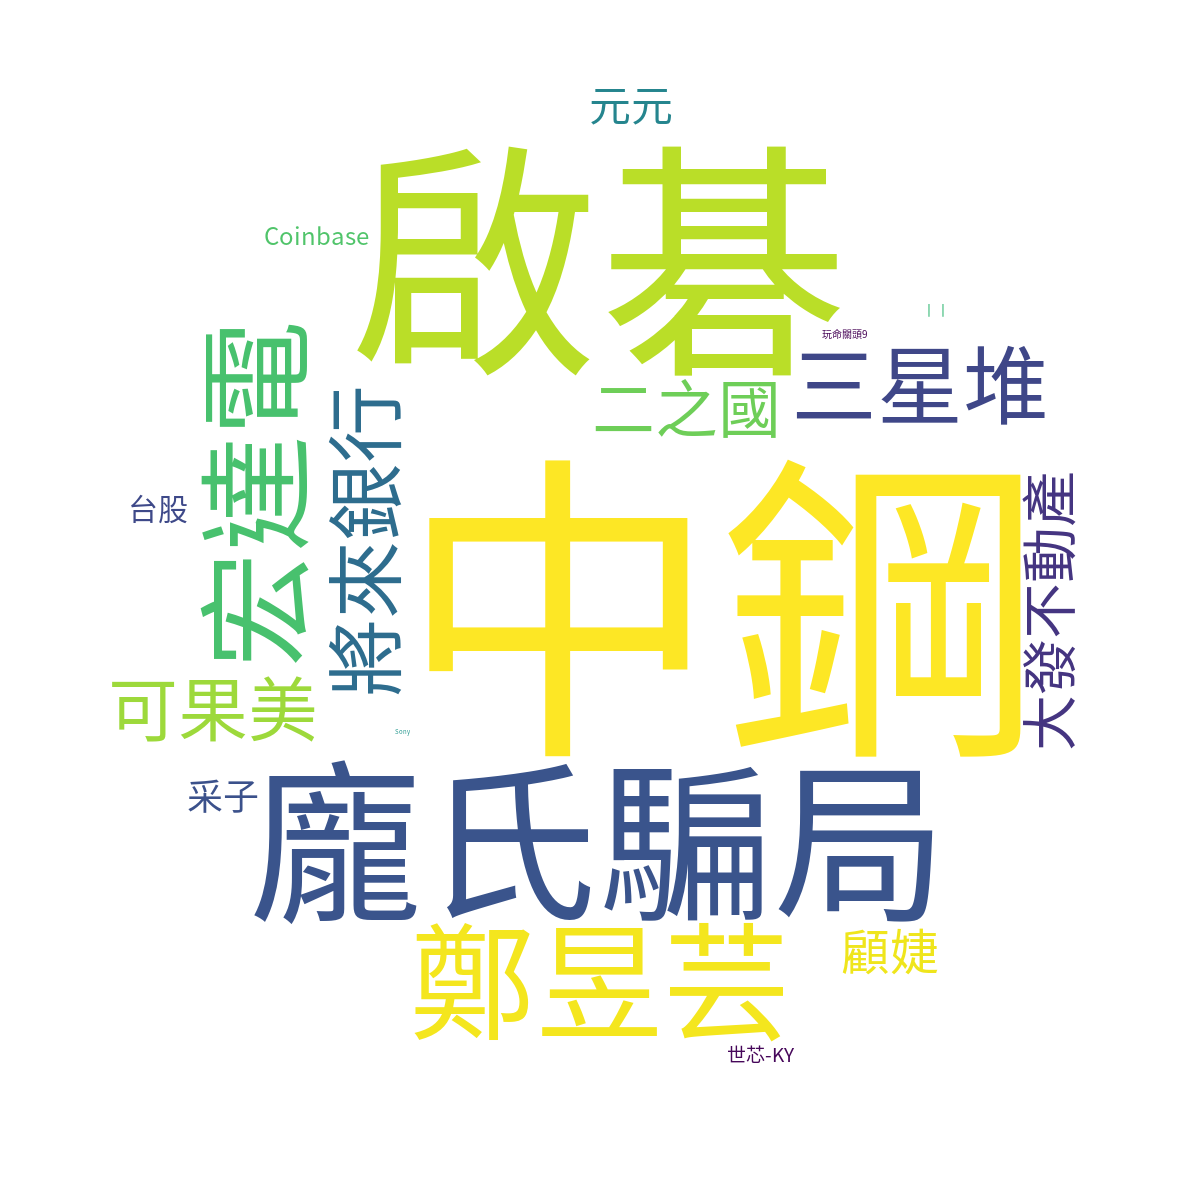 元元
啟碁
Coinbase
玩命關頭9
三星堆
二之國
宏達電
將來銀行
台股
中鋼
太發不動產
可果美
Sony
采子
龐氏騙局
鄭昱芸
顧婕
世芯-KY